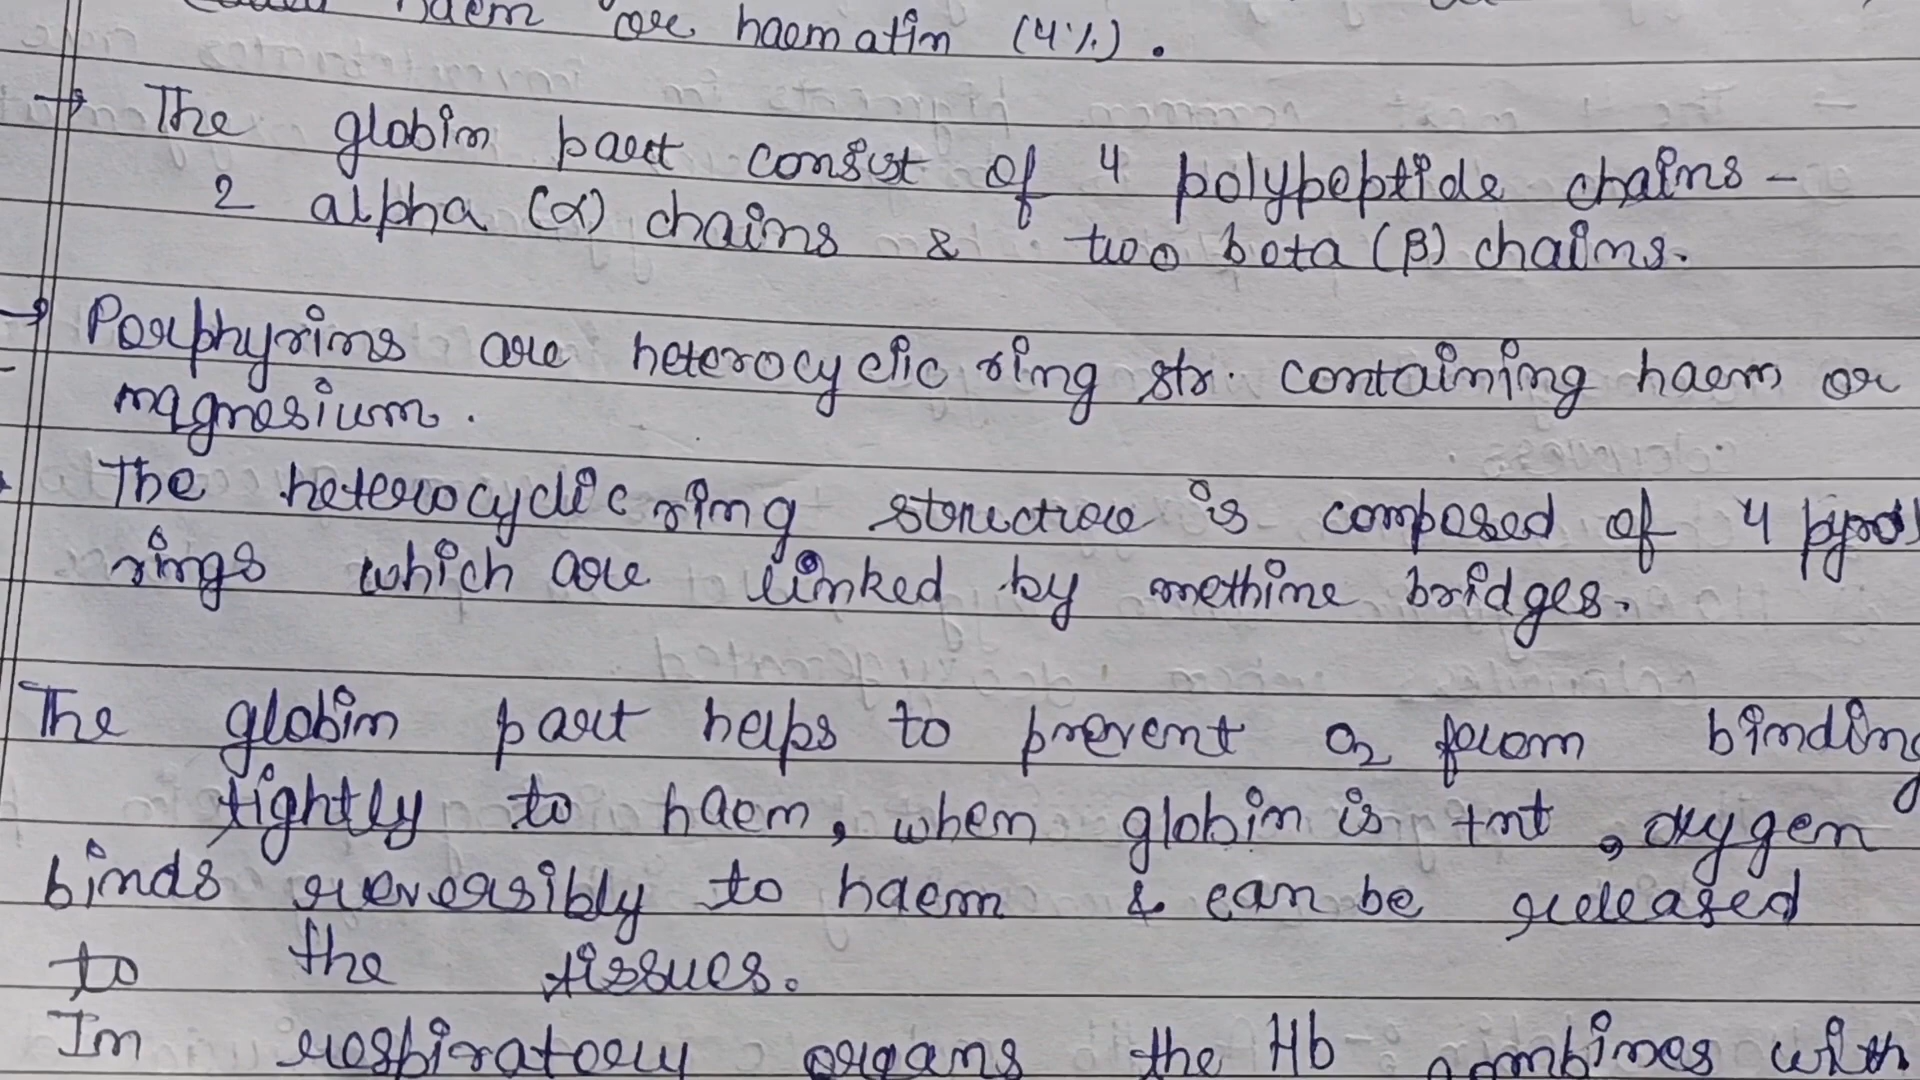 haem or haematin (4%).
→ The globin part consist of 4 polypeptide chains -
2 alpha (α) chains & two beta (β) chains.
→ Porphyrins are heterocyclic ring str. containing haem or
magnesium.
The heterocyclic ring structure is composed of 4
rings which are linked by methine bridges.
The globin part helps to prevent O2 from binding
tightly to haem, when globin is +nt, oxygen
binds reversibly to haem & can be released
to the tissues.
In respiratory organs the Hb combines with